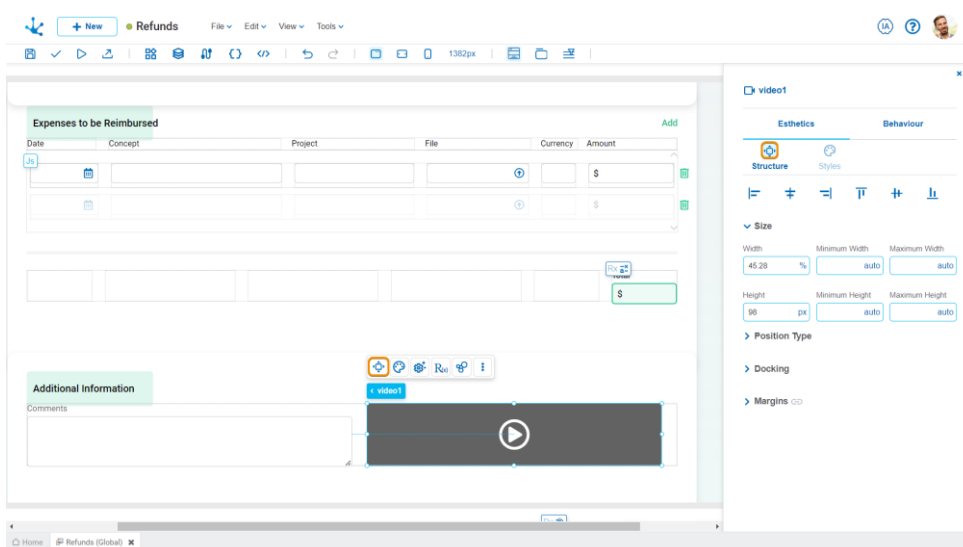 + New
Refunds
File
Edit
View
Tools
IA
?
1382px
video1
Expenses to be Reimbursed
Add
Esthetics
Behaviour
Date
Concept
Project
File
Currency
Amount
Js
$
Structure
Styles
$
Size
Width
Minimum Width
Maximum Width
45.28 %
auto
auto
Rx
$
Height
Minimum Height
Maximum Height
98 px
auto
auto
Position Type
R(x)
Docking
Additional Information
< video1
Margins
Comments
Home
Refunds (Global)